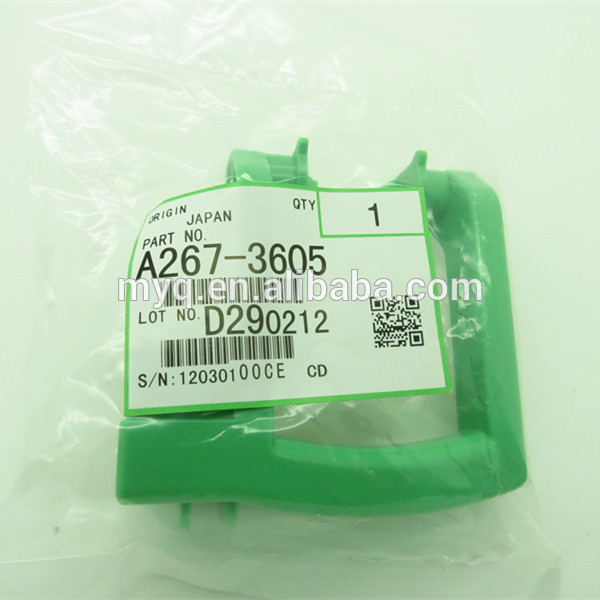 ORIGIN JAPAN QTY 1
PART NO.
A267-3605
myq.en.alibaba.com
LOT NO. D290212
S/N:12030100CE CD